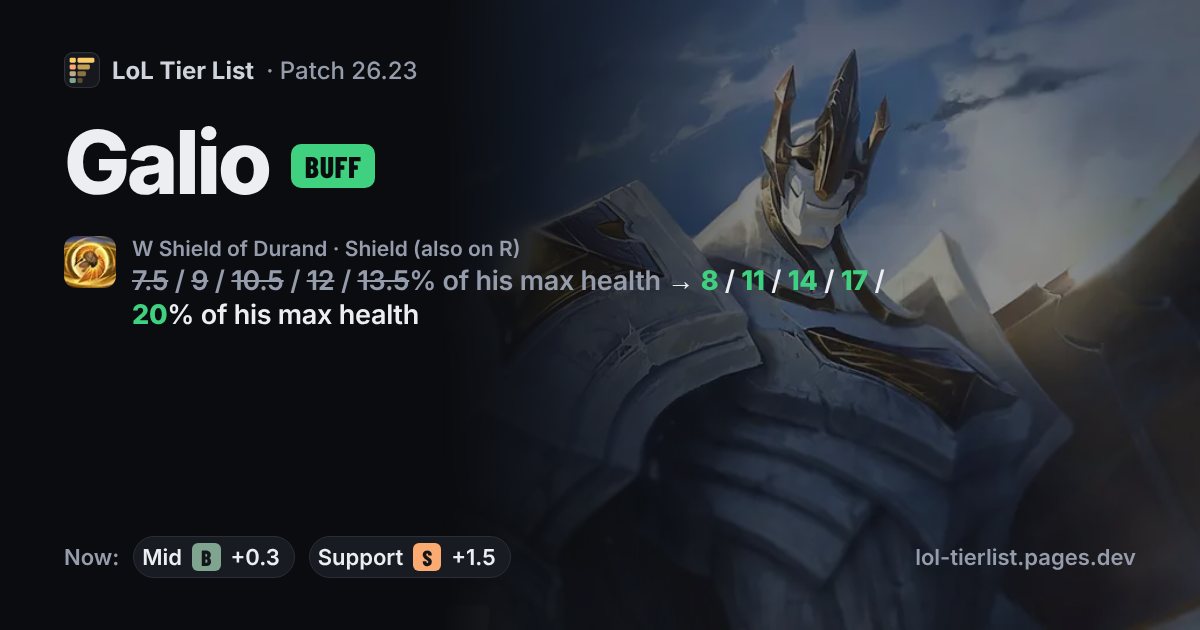 LoL Tier List · Patch 26.23
Galio BUFF
W Shield of Durand · Shield (also on R)
7.5 / 9 / 10.5 / 12 / 13.5% of his max health → 8 / 11 / 14 / 17 /
20% of his max health
Now: Mid B +0.3 Support S +1.5
lol-tierlist.pages.dev